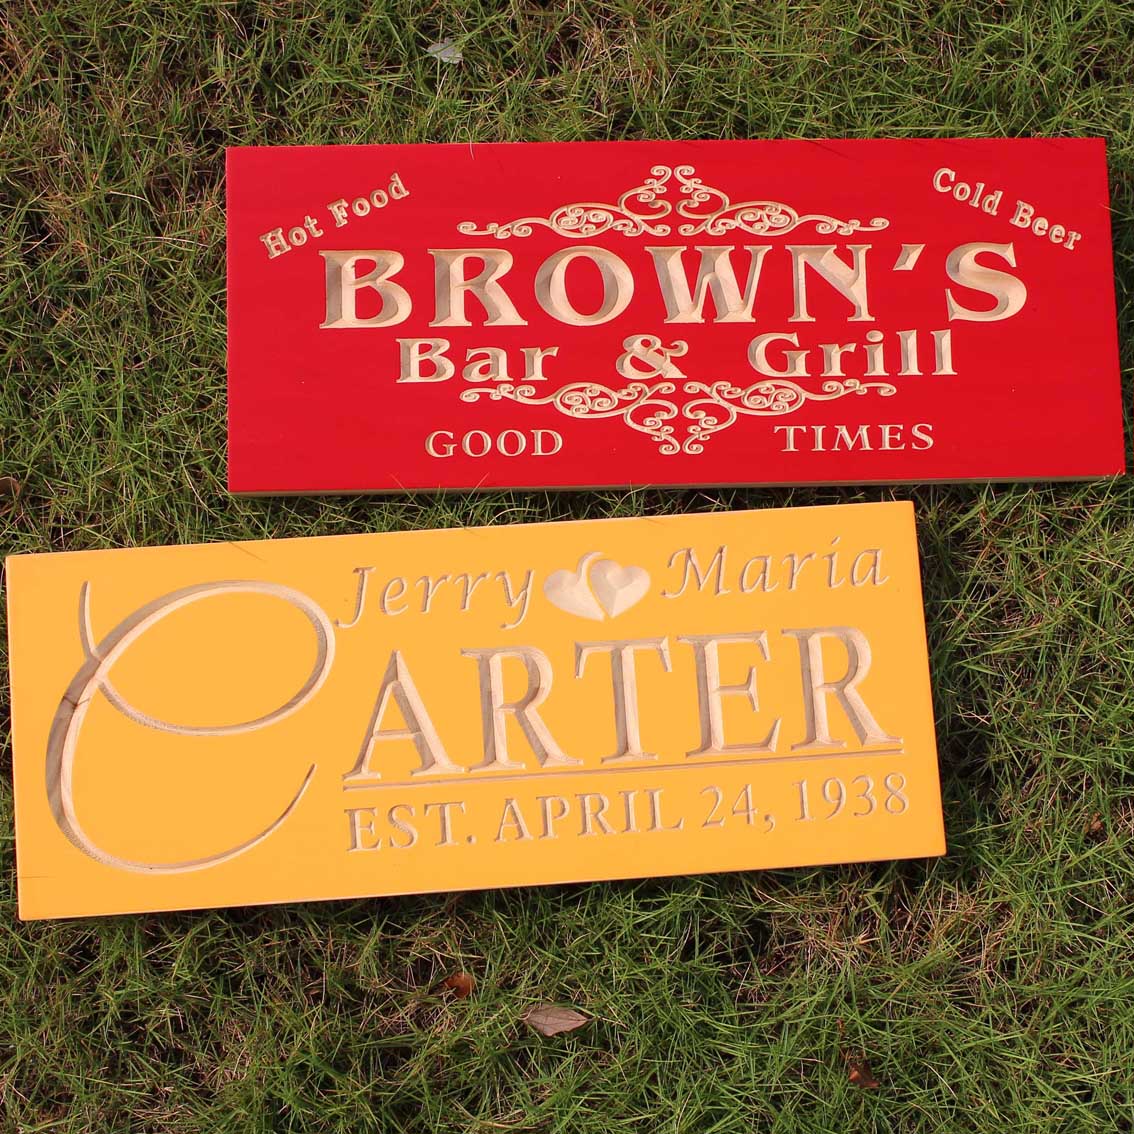 Hot Food Cold Beer
BROWN'S
Bar & Grill
GOOD TIMES
Jerry Maria
CARTER
EST. APRIL 24, 1938